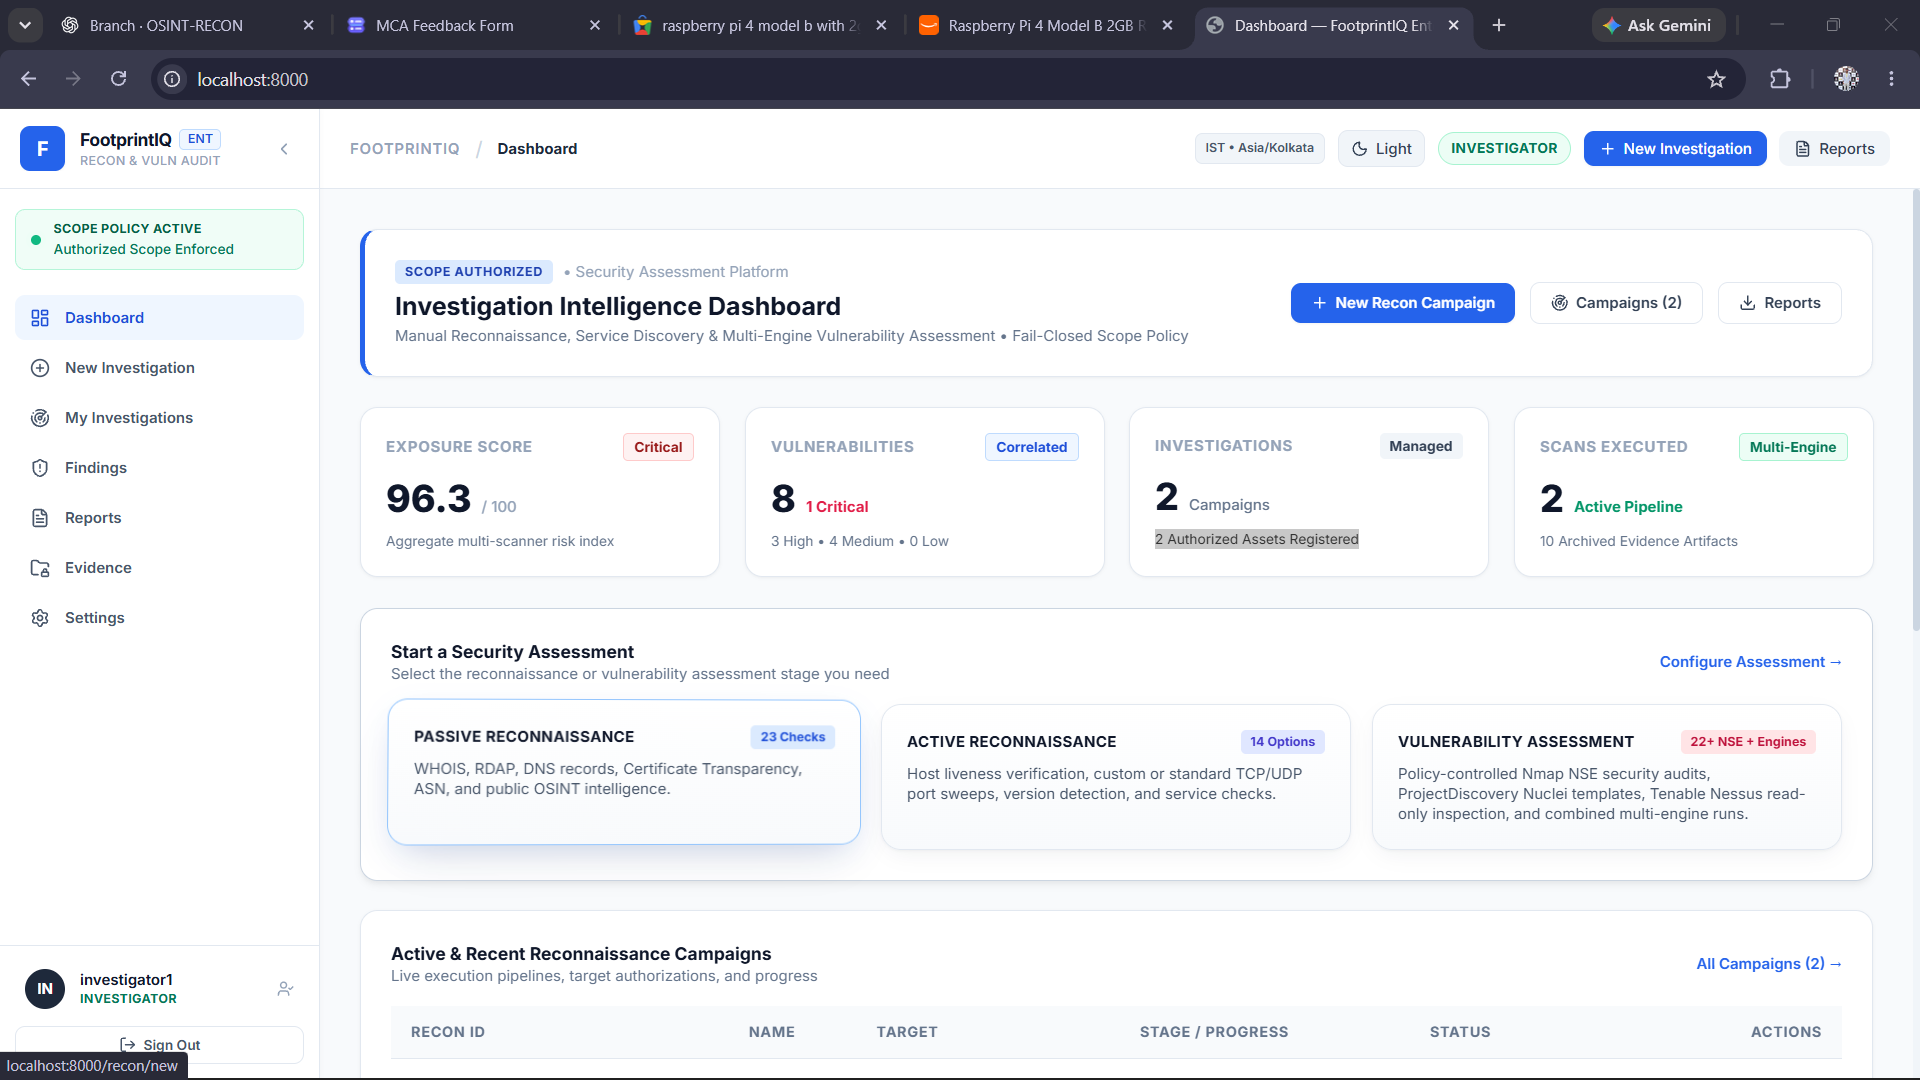 Branch · OSINT-RECON
MCA Feedback Form
raspberry pi 4 model b with 2
Raspberry Pi 4 Model B 2GB R
Dashboard — FootprintIQ Ent
Ask Gemini
localhost:8000
F
FootprintIQ ENT
RECON & VULN AUDIT
FOOTPRINTIQ / Dashboard
IST • Asia/Kolkata
Light
INVESTIGATOR
+ New Investigation
Reports
SCOPE POLICY ACTIVE
Authorized Scope Enforced
Dashboard
New Investigation
My Investigations
Findings
Reports
Evidence
Settings
SCOPE AUTHORIZED • Security Assessment Platform
Investigation Intelligence Dashboard
Manual Reconnaissance, Service Discovery & Multi-Engine Vulnerability Assessment • Fail-Closed Scope Policy
+ New Recon Campaign
Campaigns (2)
Reports
EXPOSURE SCORE Critical
96.3 / 100
Aggregate multi-scanner risk index
VULNERABILITIES Correlated
8 1 Critical
3 High • 4 Medium • 0 Low
INVESTIGATIONS Managed
2 Campaigns
2 Authorized Assets Registered
SCANS EXECUTED Multi-Engine
2 Active Pipeline
10 Archived Evidence Artifacts
Start a Security Assessment
Select the reconnaissance or vulnerability assessment stage you need
Configure Assessment →
PASSIVE RECONNAISSANCE 23 Checks
WHOIS, RDAP, DNS records, Certificate Transparency,
ASN, and public OSINT intelligence.
ACTIVE RECONNAISSANCE 14 Options
Host liveness verification, custom or standard TCP/UDP
port sweeps, version detection, and service checks.
VULNERABILITY ASSESSMENT 22+ NSE + Engines
Policy-controlled Nmap NSE security audits,
ProjectDiscovery Nuclei templates, Tenable Nessus read-
only inspection, and combined multi-engine runs.
Active & Recent Reconnaissance Campaigns
Live execution pipelines, target authorizations, and progress
All Campaigns (2) →
RECON ID NAME TARGET STAGE / PROGRESS STATUS ACTIONS
IN
investigator1
INVESTIGATOR
Sign Out
localhost:8000/recon/new